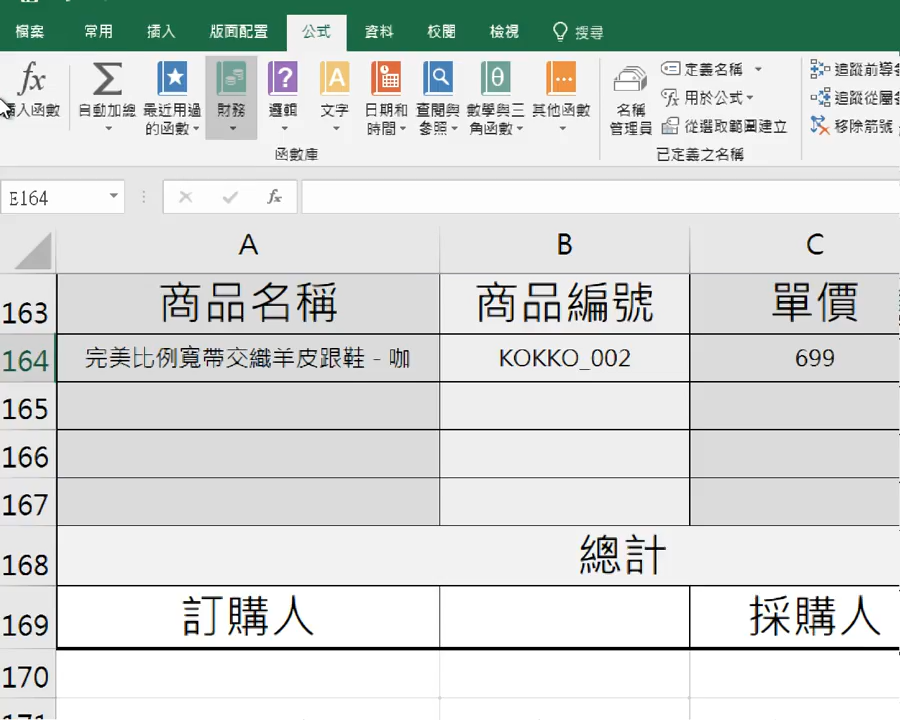 檔案 常用 插入 版面配置 公式 資料 校閱 檢視 搜尋
fx Σ ? A θ
入函數 自動加總 最近用過的函數 財務 邏輯 文字 日期和時間 查閱與參照 數學與三角函數 其他函數 名稱管理員
定義名稱
用於公式
從選取範圍建立
追蹤前導
追蹤從屬
移除箭號
函數庫 已定義之名稱
E164 fx
A B C
163 商品名稱 商品編號 單價
164 完美比例寬帶交織羊皮跟鞋 - 咖 KOKKO_002 699
165
166
167
168 總計
169 訂購人 採購人
170